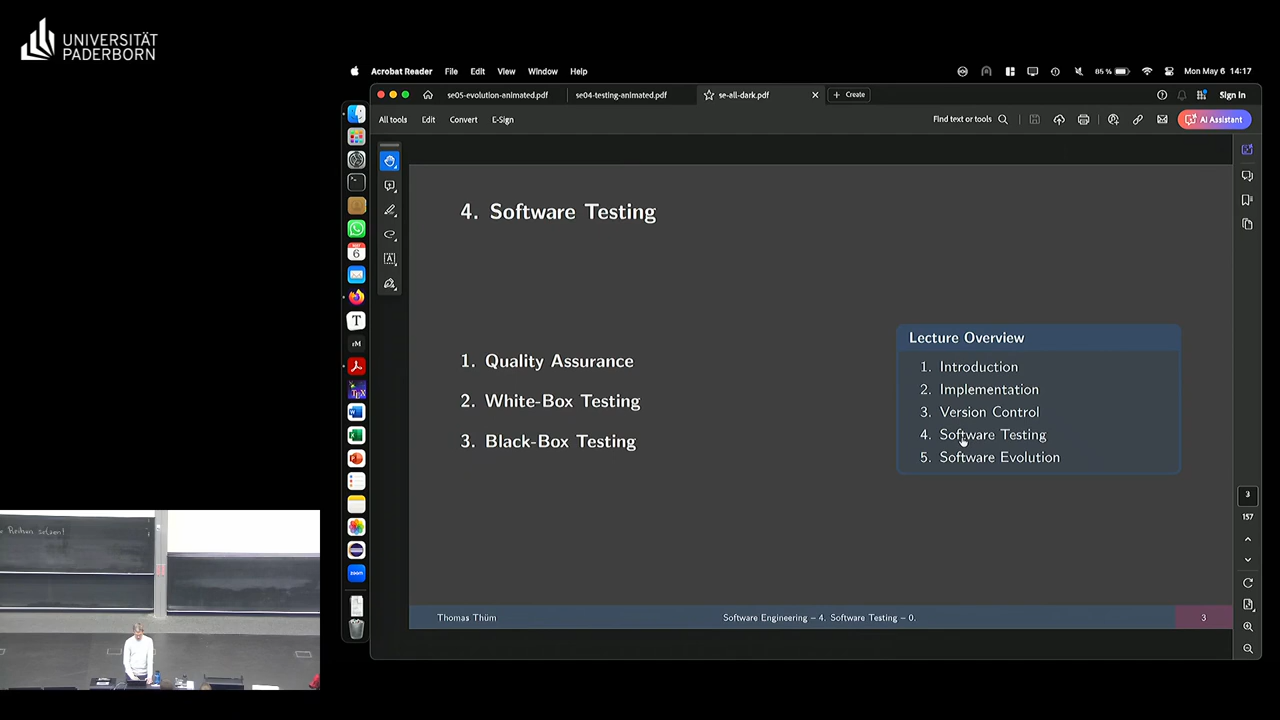 UNIVERSITÄT
PADERBORN
Acrobat Reader File Edit View Window Help
85 % Mon May 6 14:17
se05-evolution-animated.pdf se04-testing-animated.pdf se-all-dark.pdf Create Sign In
All tools Edit Convert E-Sign Find text or tools AI Assistant
4. Software Testing
1. Quality Assurance
2. White-Box Testing
3. Black-Box Testing
Lecture Overview
1. Introduction
2. Implementation
3. Version Control
4. Software Testing
5. Software Evolution
3
157
Thomas Thüm Software Engineering – 4. Software Testing – 0. 3
6
T
rM
zoom